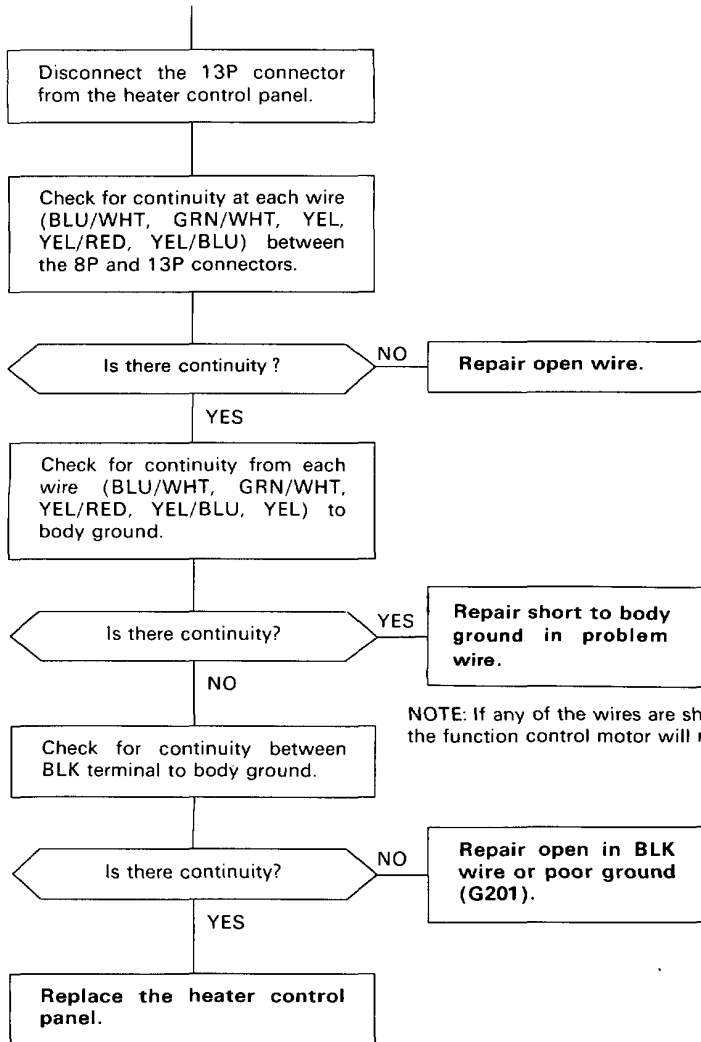 Disconnect the 13P connector
from the heater control panel.
Check for continuity at each wire
(BLU/WHT, GRN/WHT, YEL,
YEL/RED, YEL/BLU) between
the 8P and 13P connectors.
Is there continuity ?
NO
Repair open wire.
YES
Check for continuity from each
wire (BLU/WHT, GRN/WHT,
YEL/RED, YEL/BLU, YEL) to
body ground.
Is there continuity?
YES
Repair short to body
ground in problem
wire.
NO
NOTE: If any of the wires are sh
the function control motor will
Check for continuity between
BLK terminal to body ground.
Is there continuity?
NO
Repair open in BLK
wire or poor ground
(G201).
YES
Replace the heater control
panel.